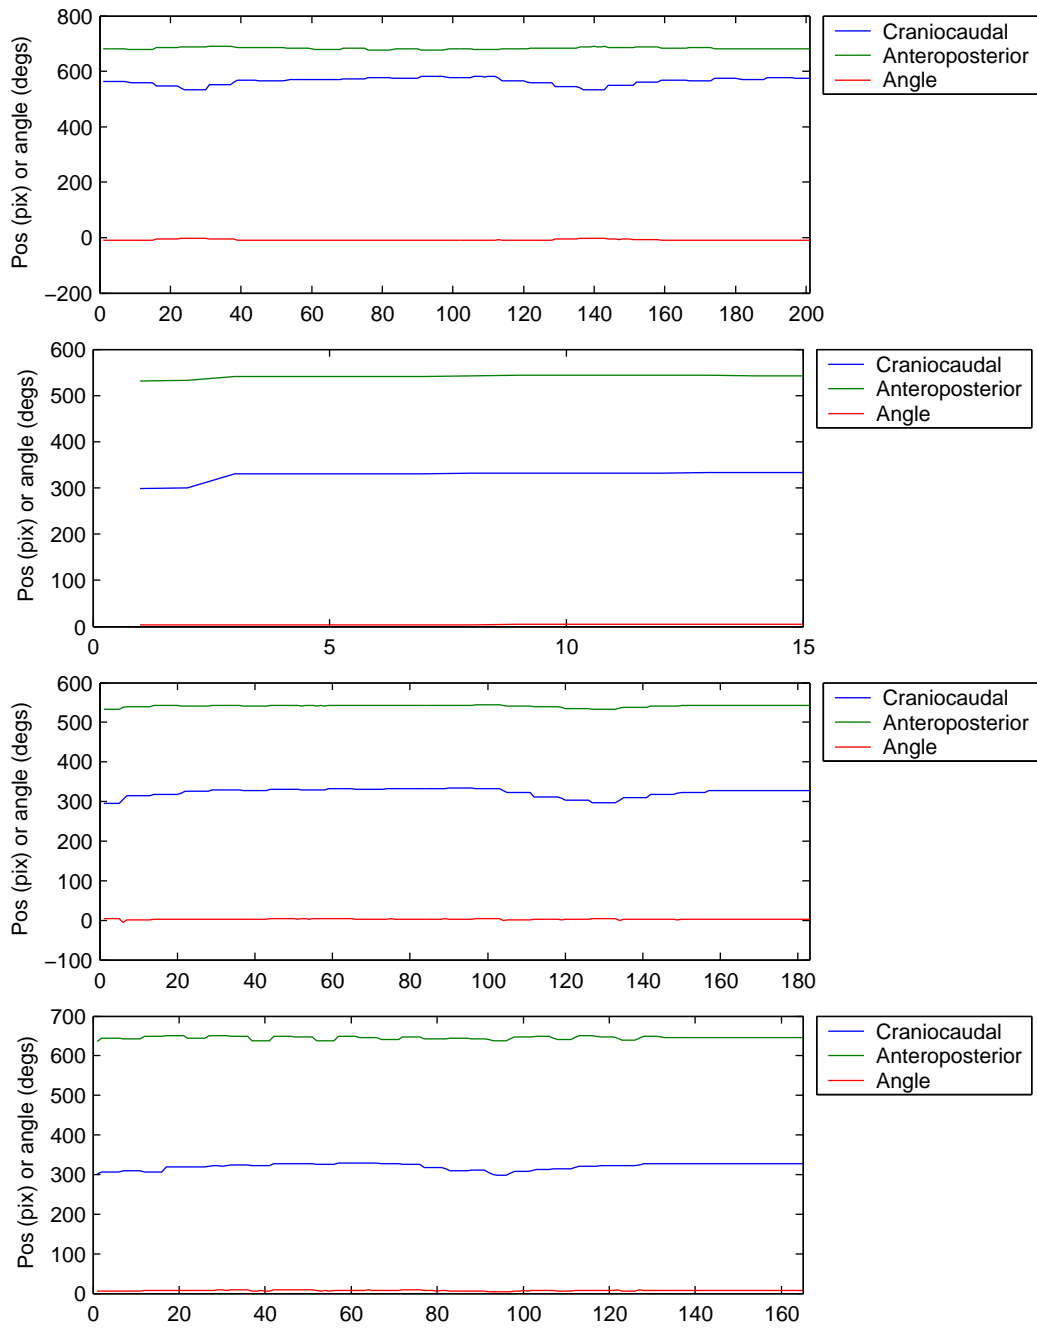 800
600
400
200
0
−200
Pos (pix) or angle (degs)
0 20 40 60 80 100 120 140 160 180 200
Craniocaudal
Anteroposterior
Angle
600
500
400
300
200
100
0
Pos (pix) or angle (degs)
0 5 10 15
Craniocaudal
Anteroposterior
Angle
600
500
400
300
200
100
0
−100
Pos (pix) or angle (degs)
0 20 40 60 80 100 120 140 160 180
Craniocaudal
Anteroposterior
Angle
700
600
500
400
300
200
100
0
Pos (pix) or angle (degs)
0 20 40 60 80 100 120 140 160
Craniocaudal
Anteroposterior
Angle